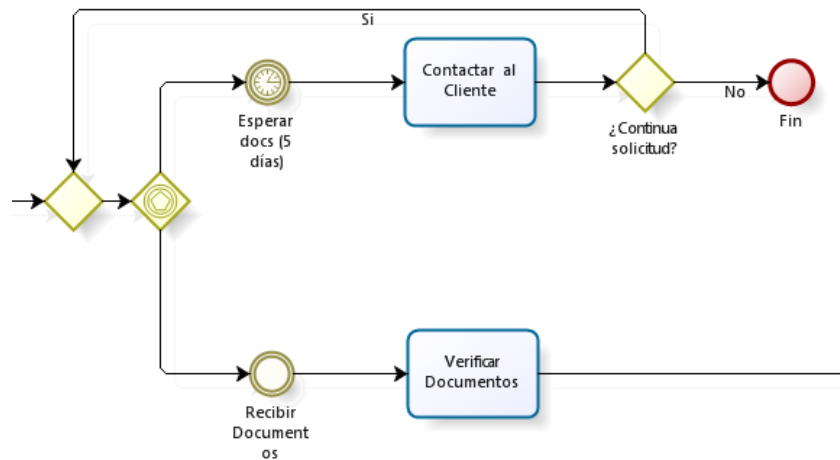 Si
Contactar al
Cliente
Esperar
docs (5
días)
¿Continua
solicitud?
No
Fin
Verificar
Documentos
Recibir
Document
os